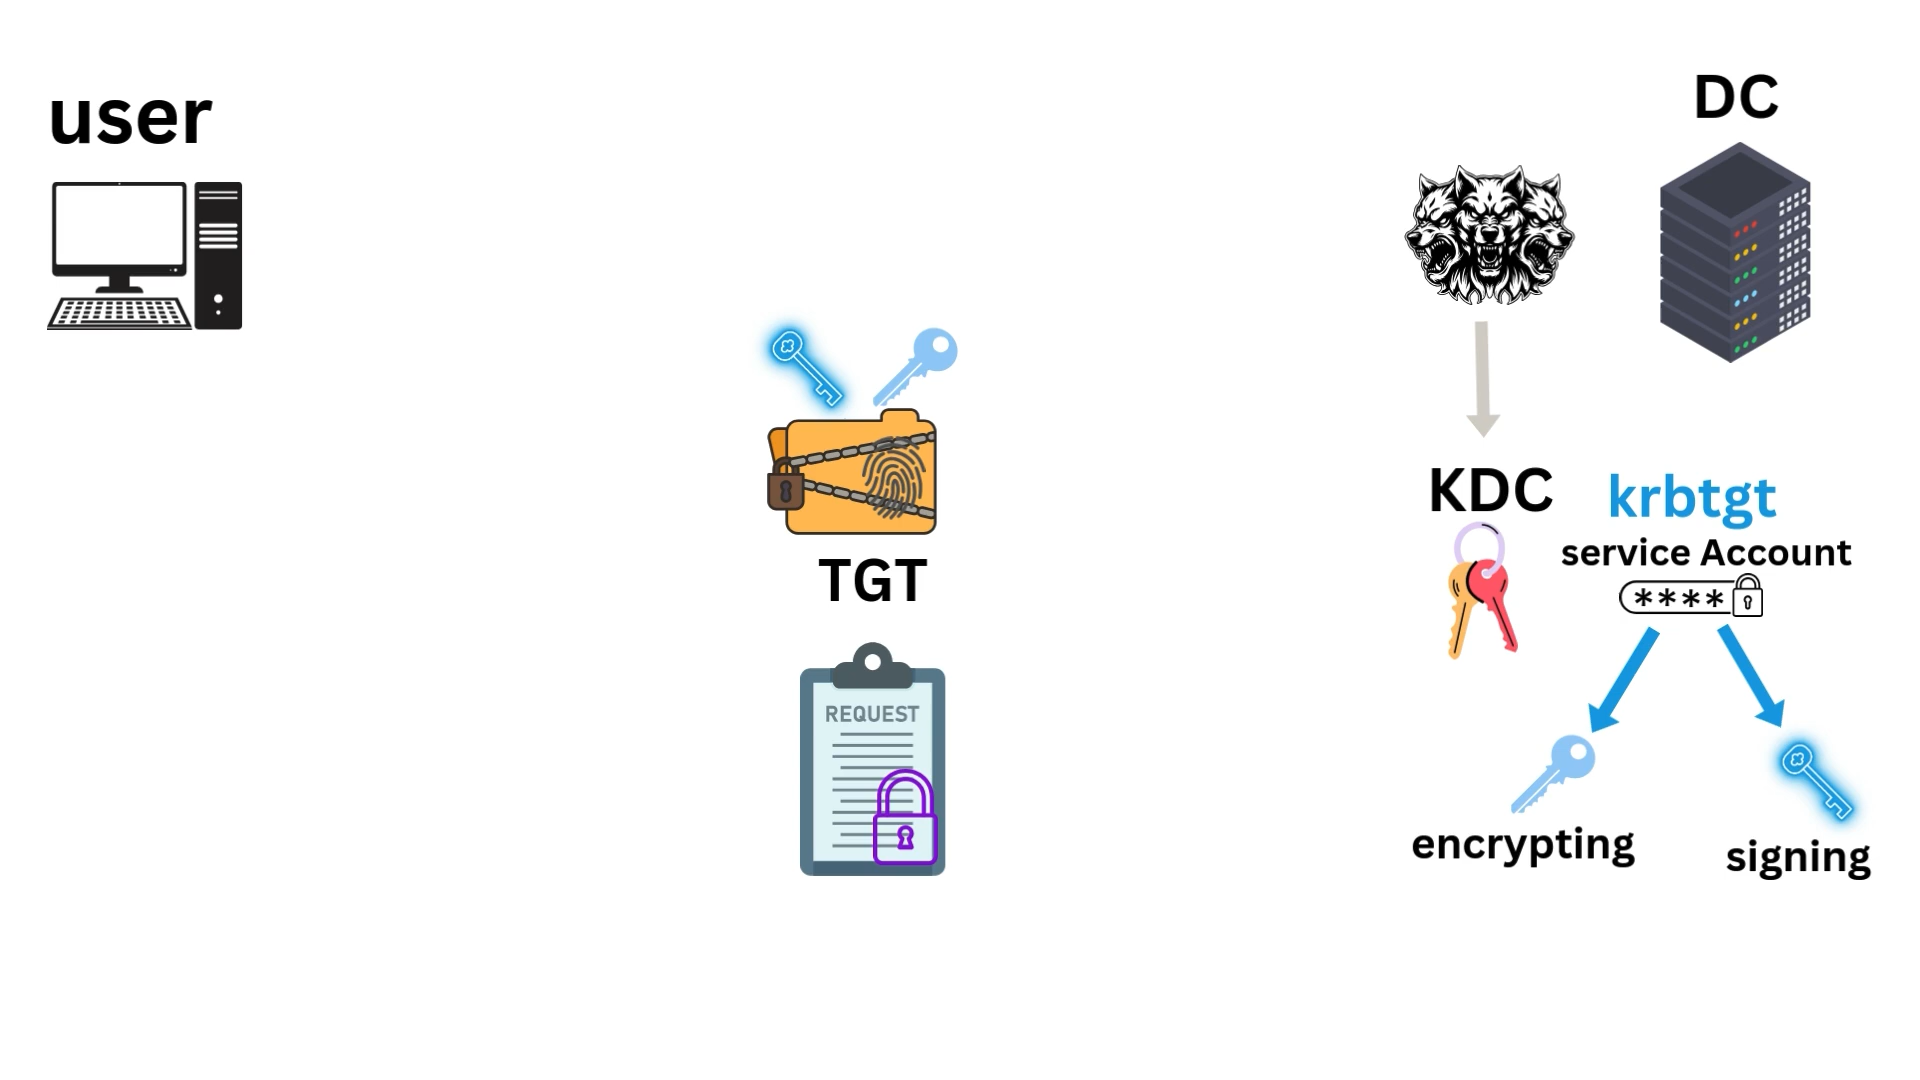 user
DC
KDC
krbtgt
service Account
****
TGT
REQUEST
encrypting
signing